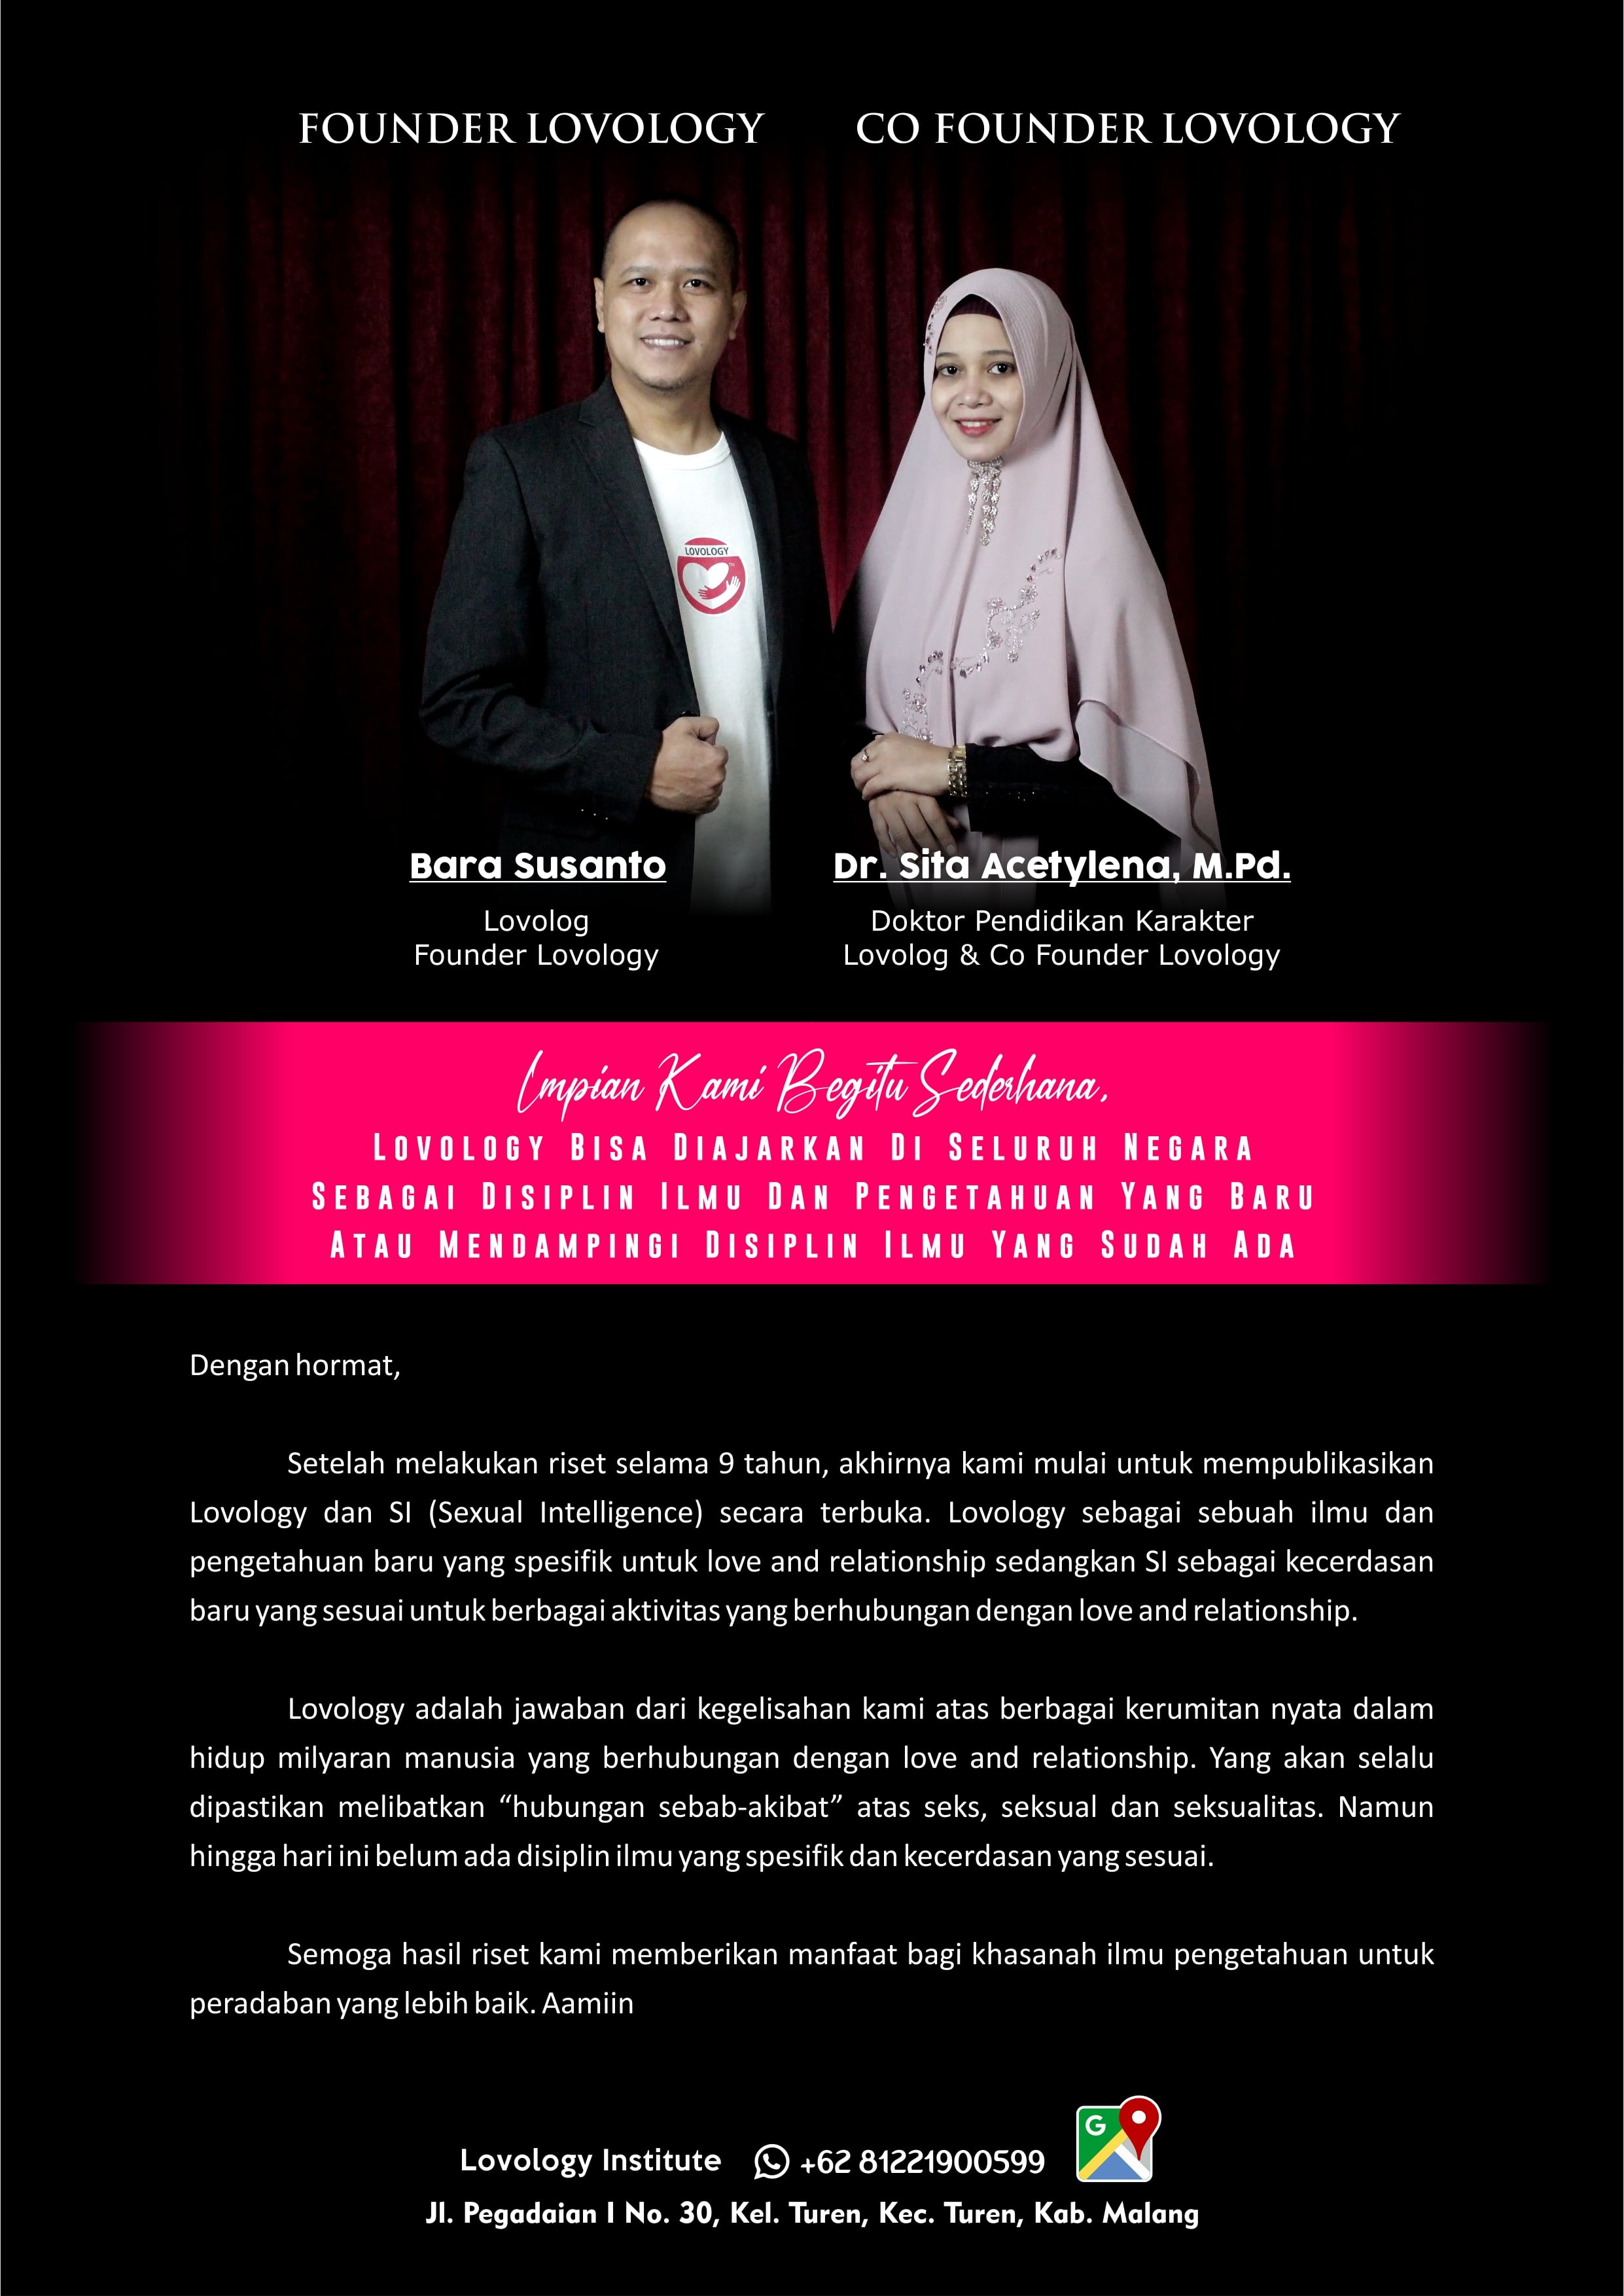 FOUNDER LOVOLOGY
CO FOUNDER LOVOLOGY
LOVOLOGY
TM
Bara Susanto
Lovolog
Founder Lovology
Dr. Sita Acetylena, M.Pd.
Doktor Pendidikan Karakter
Lovolog & Co Founder Lovology
Impian Kami Begitu Sederhana,
LOVOLOGY BISA DIAJARKAN DI SELURUH NEGARA
SEBAGAI DISIPLIN ILMU DAN PENGETAHUAN YANG BARU
ATAU MENDAMPINGI DISIPLIN ILMU YANG SUDAH ADA
Dengan hormat,
Setelah melakukan riset selama 9 tahun, akhirnya kami mulai untuk mempublikasikan
Lovology dan SI (Sexual Intelligence) secara terbuka. Lovology sebagai sebuah ilmu dan
pengetahuan baru yang spesifik untuk love and relationship sedangkan SI sebagai kecerdasan
baru yang sesuai untuk berbagai aktivitas yang berhubungan dengan love and relationship.
Lovology adalah jawaban dari kegelisahan kami atas berbagai kerumitan nyata dalam
hidup milyaran manusia yang berhubungan dengan love and relationship. Yang akan selalu
dipastikan melibatkan “hubungan sebab-akibat” atas seks, seksual dan seksualitas. Namun
hingga hari ini belum ada disiplin ilmu yang spesifik dan kecerdasan yang sesuai.
Semoga hasil riset kami memberikan manfaat bagi khasanah ilmu pengetahuan untuk
peradaban yang lebih baik. Aamiin
Lovology Institute +62 81221900599
G
Jl. Pegadaian I No. 30, Kel. Turen, Kec. Turen, Kab. Malang